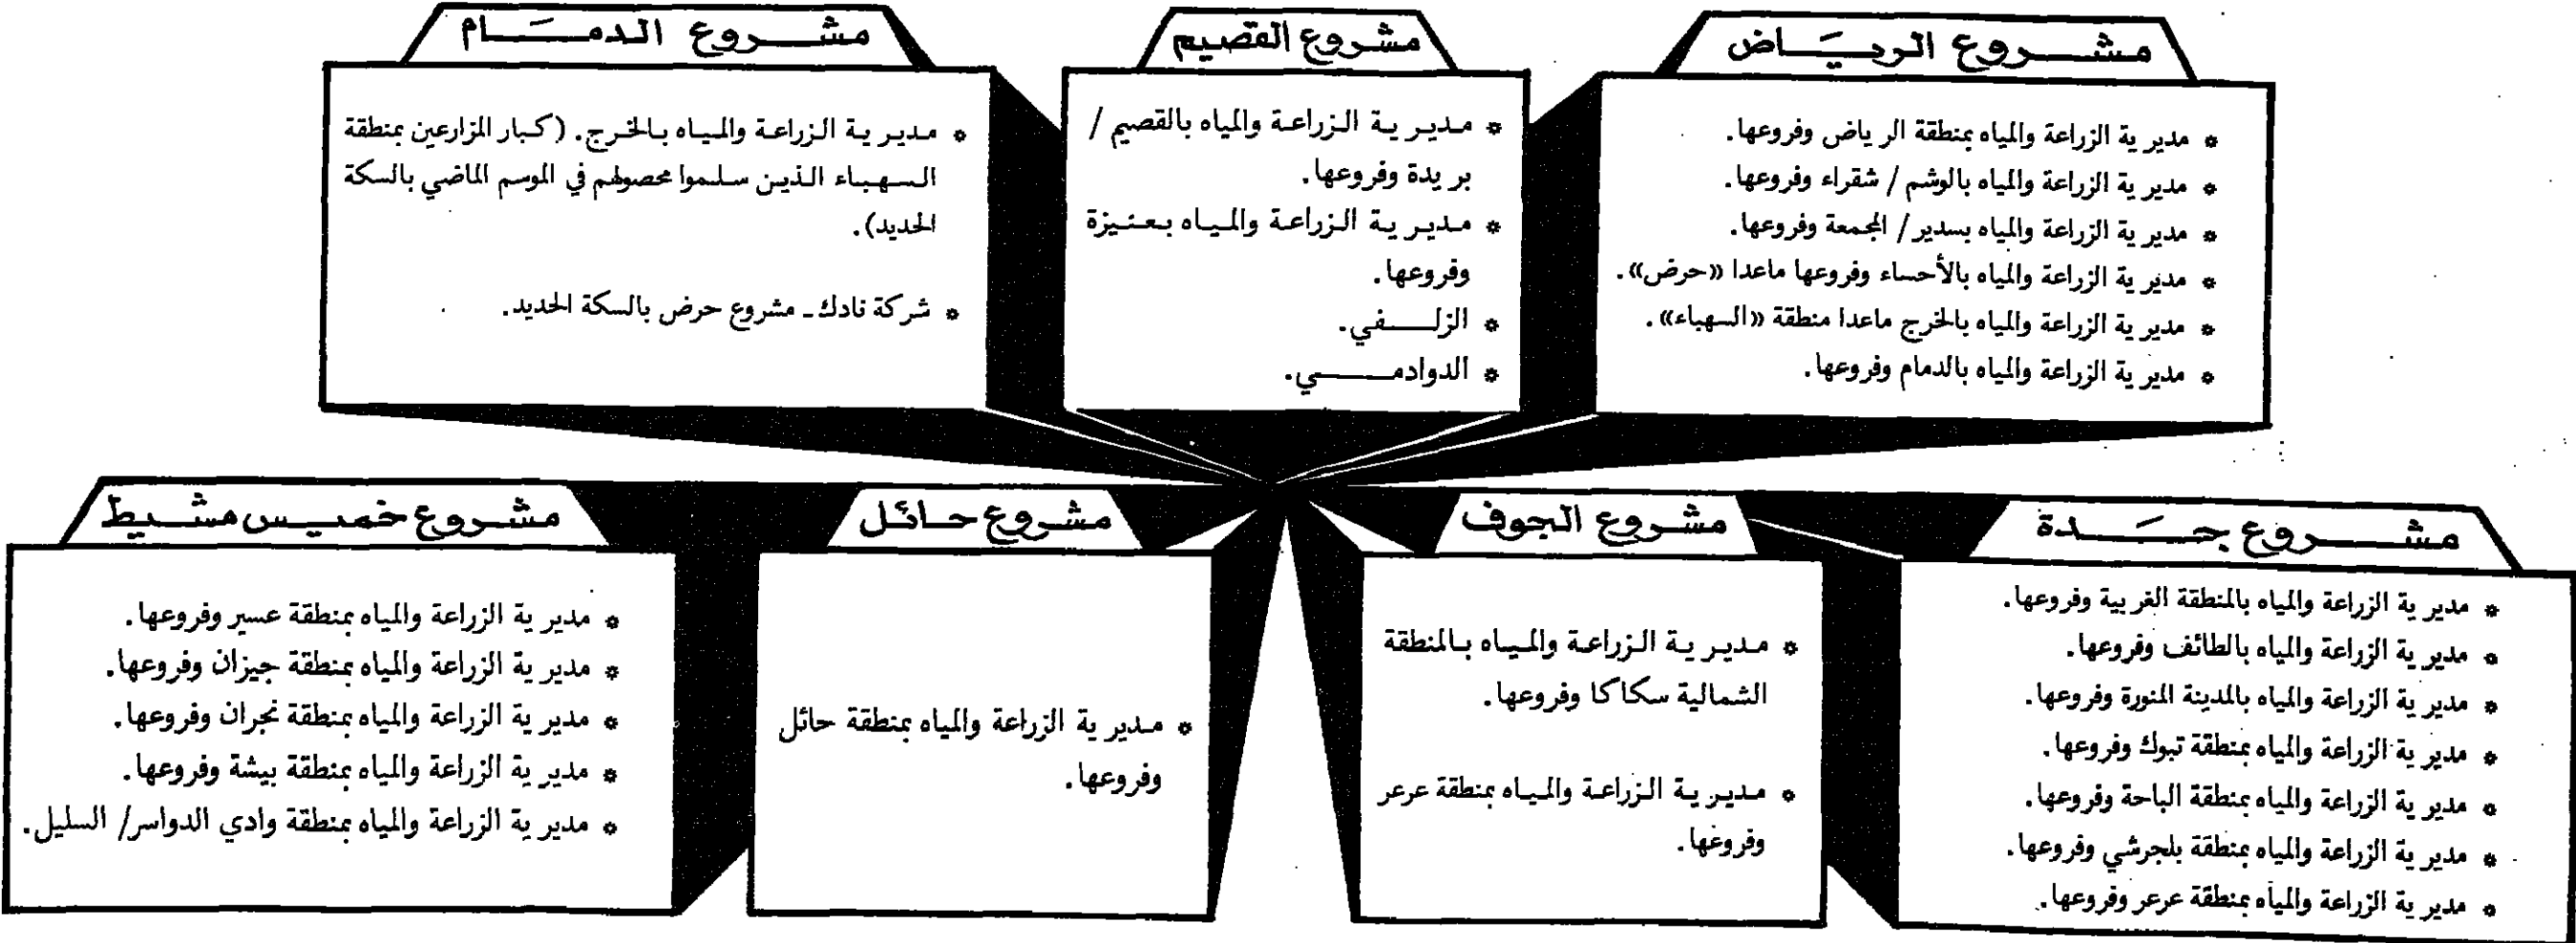 مشروع الرياض
* مديرية الزراعة والمياه بمنطقة الرياض وفروعها.
* مديرية الزراعة والمياه بالوشم / شقراء وفروعها.
* مديرية الزراعة والمياه بسدير / المجمعة وفروعها.
* مديرية الزراعة والمياه بالأحساء وفروعها ماعدا «حرض».
* مديرية الزراعة والمياه بالخرج ماعدا منطقة «السهباء».
* مديرية الزراعة والمياه بالدمام وفروعها.
مشروع القصيم
* مديرية الزراعة والمياه بالقصيم /
بريدة وفروعها.
* مديرية الزراعة والمياه بعنيزة
وفروعها.
* الزلفي.
* الدوادمي.
مشروع الدمام
* مديرية الزراعة والمياه بالخرج. (كبار المزارعين بمنطقة
السهباء الذين سلموا محصولهم في الموسم الماضي بالسكة
الحديد).
* شركة نادك - مشروع حرض بالسكة الحديد.
مشروع جدة
* مديرية الزراعة والمياه بالمنطقة الغربية وفروعها.
* مديرية الزراعة والمياه بالطائف وفروعها.
* مديرية الزراعة والمياه بالمدينة المنورة وفروعها.
* مديرية الزراعة والمياه بمنطقة تبوك وفروعها.
* مديرية الزراعة والمياه بمنطقة الباحة وفروعها.
* مديرية الزراعة والمياه بمنطقة بلجرشي وفروعها.
* مديرية الزراعة والمياه بمنطقة عرعر وفروعها.
مشروع الجوف
* مديرية الزراعة والمياه بالمنطقة
الشمالية سكاكا وفروعها.
* مديرية الزراعة والمياه بمنطقة عرعر
وفروعها.
مشروع حائل
* مديرية الزراعة والمياه بمنطقة حائل
وفروعها.
مشروع خميس مشيط
* مديرية الزراعة والمياه بمنطقة عسير وفروعها.
* مديرية الزراعة والمياه بمنطقة جيزان وفروعها.
* مديرية الزراعة والمياه بمنطقة نجران وفروعها.
* مديرية الزراعة والمياه بمنطقة بيشة وفروعها.
* مديرية الزراعة والمياه بمنطقة وادي الدواسر/ السليل.